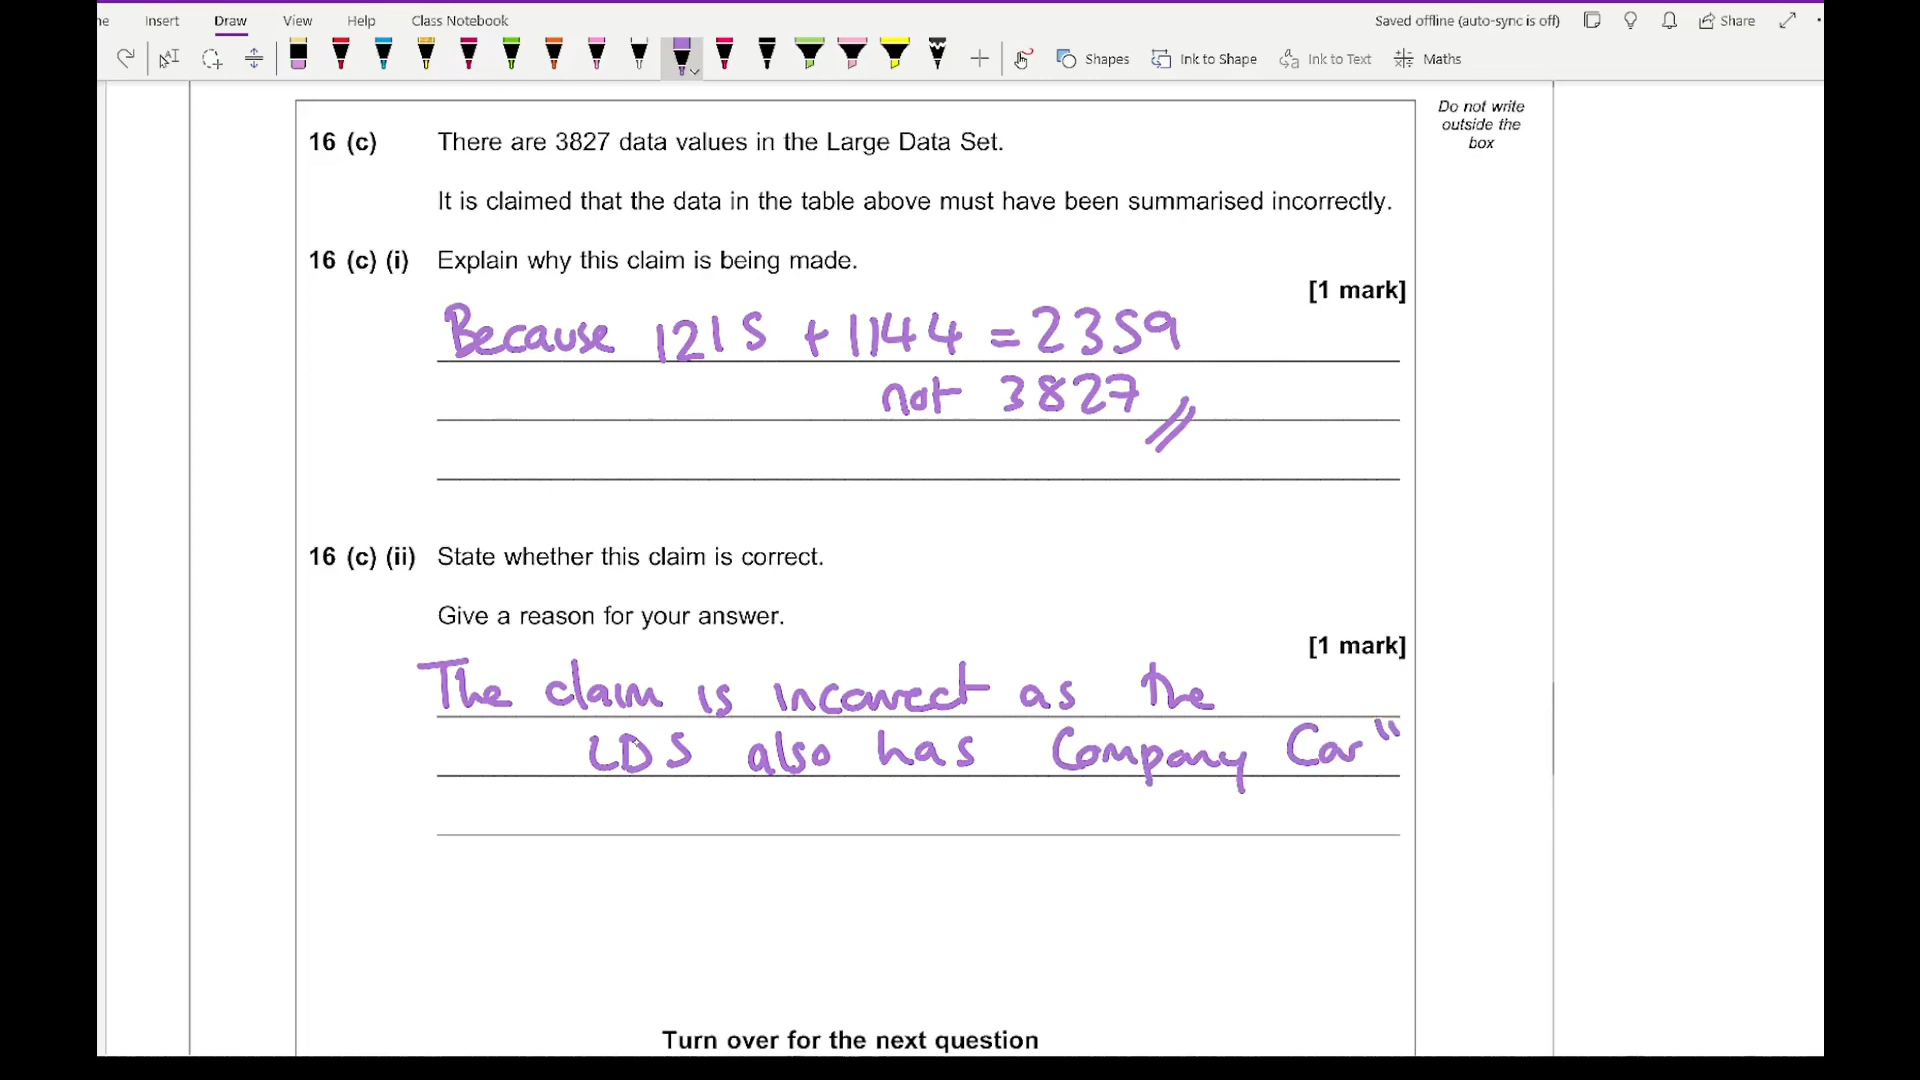 Insert Draw View Help Class Notebook Saved offline (auto-sync is off) Share
Shapes Ink to Shape Ink to Text Maths
Do not write
outside the
box
16 (c) There are 3827 data values in the Large Data Set.
It is claimed that the data in the table above must have been summarised incorrectly.
16 (c) (i) Explain why this claim is being made.
[1 mark]
Because 1215 + 1144 = 2359
not 3827
16 (c) (ii) State whether this claim is correct.
Give a reason for your answer.
[1 mark]
The claim is incorrect as the
LDS also has Company Car"
Turn over for the next question